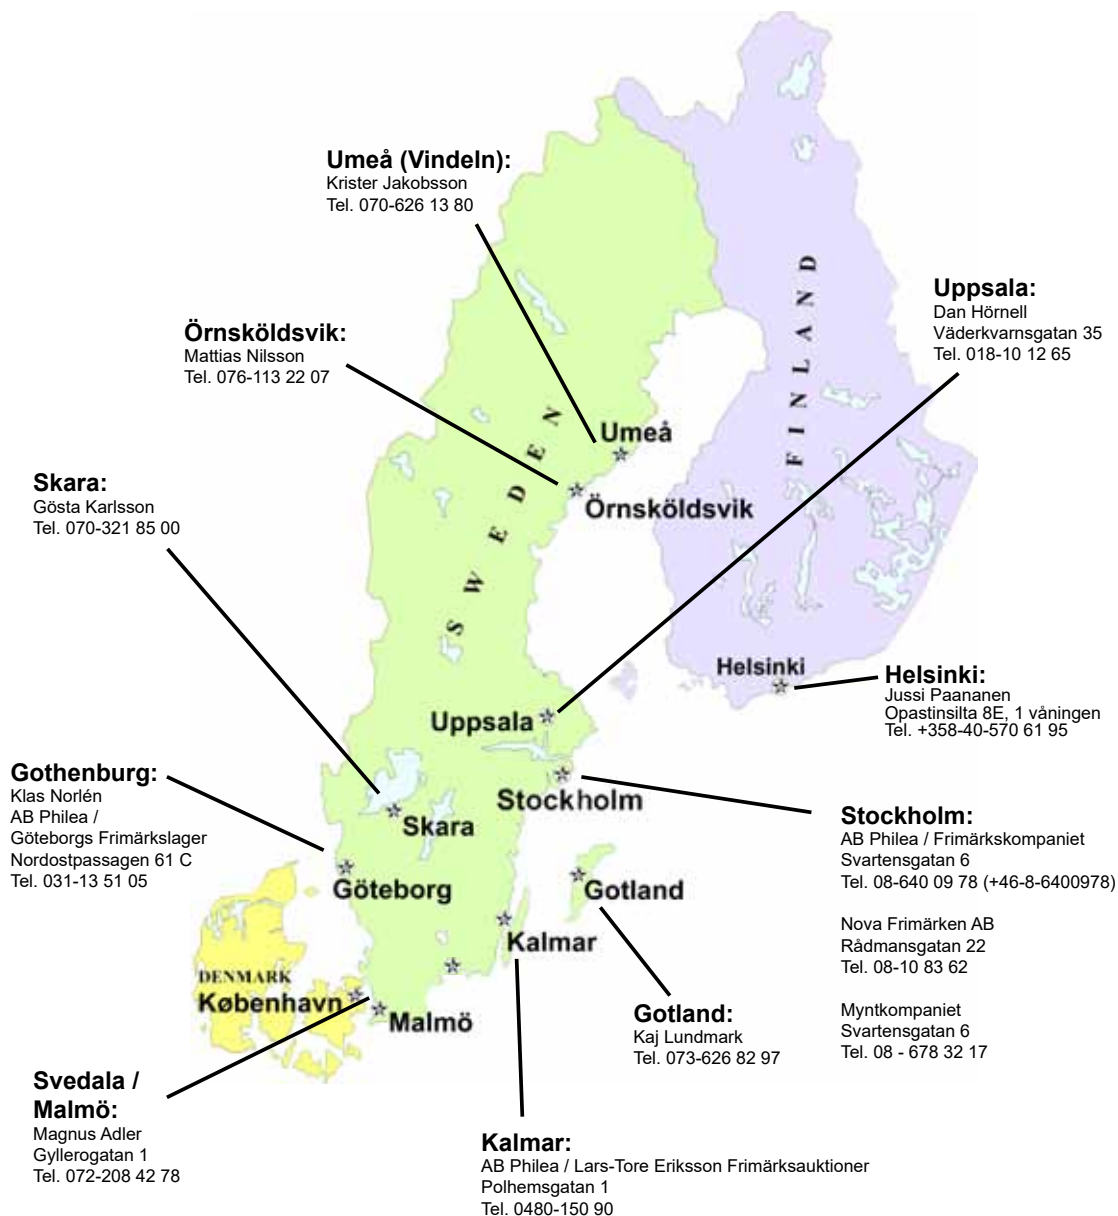 Umeå (Vindeln):
Krister Jakobsson
Tel. 070-626 13 80
Örnsköldsvik:
Mattias Nilsson
Tel. 076-113 22 07
Uppsala:
Dan Hörnell
Väderkvarnsgatan 35
Tel. 018-10 12 65
Skara:
Gösta Karlsson
Tel. 070-321 85 00
SWEDEN
FINLAND
Umeå
Örnsköldsvik
Helsinki
Helsinki:
Jussi Paananen
Opastinsilta 8E, 1 våningen
Tel. +358-40-570 61 95
Uppsala
Stockholm
Skara
Göteborg
Gotland
Kalmar
DENMARK
København
Malmö
Gothenburg:
Klas Norlén
AB Philea /
Göteborgs Frimärkslager
Nordostpassagen 61 C
Tel. 031-13 51 05
Stockholm:
AB Philea / Frimärkskompaniet
Svartensgatan 6
Tel. 08-640 09 78 (+46-8-6400978)
Nova Frimärken AB
Rådmansgatan 22
Tel. 08-10 83 62
Myntkompaniet
Svartensgatan 6
Tel. 08 - 678 32 17
Gotland:
Kaj Lundmark
Tel. 073-626 82 97
Svedala /
Malmö:
Magnus Adler
Gyllerogatan 1
Tel. 072-208 42 78
Kalmar:
AB Philea / Lars-Tore Eriksson Frimärksauktioner
Polhemsgatan 1
Tel. 0480-150 90